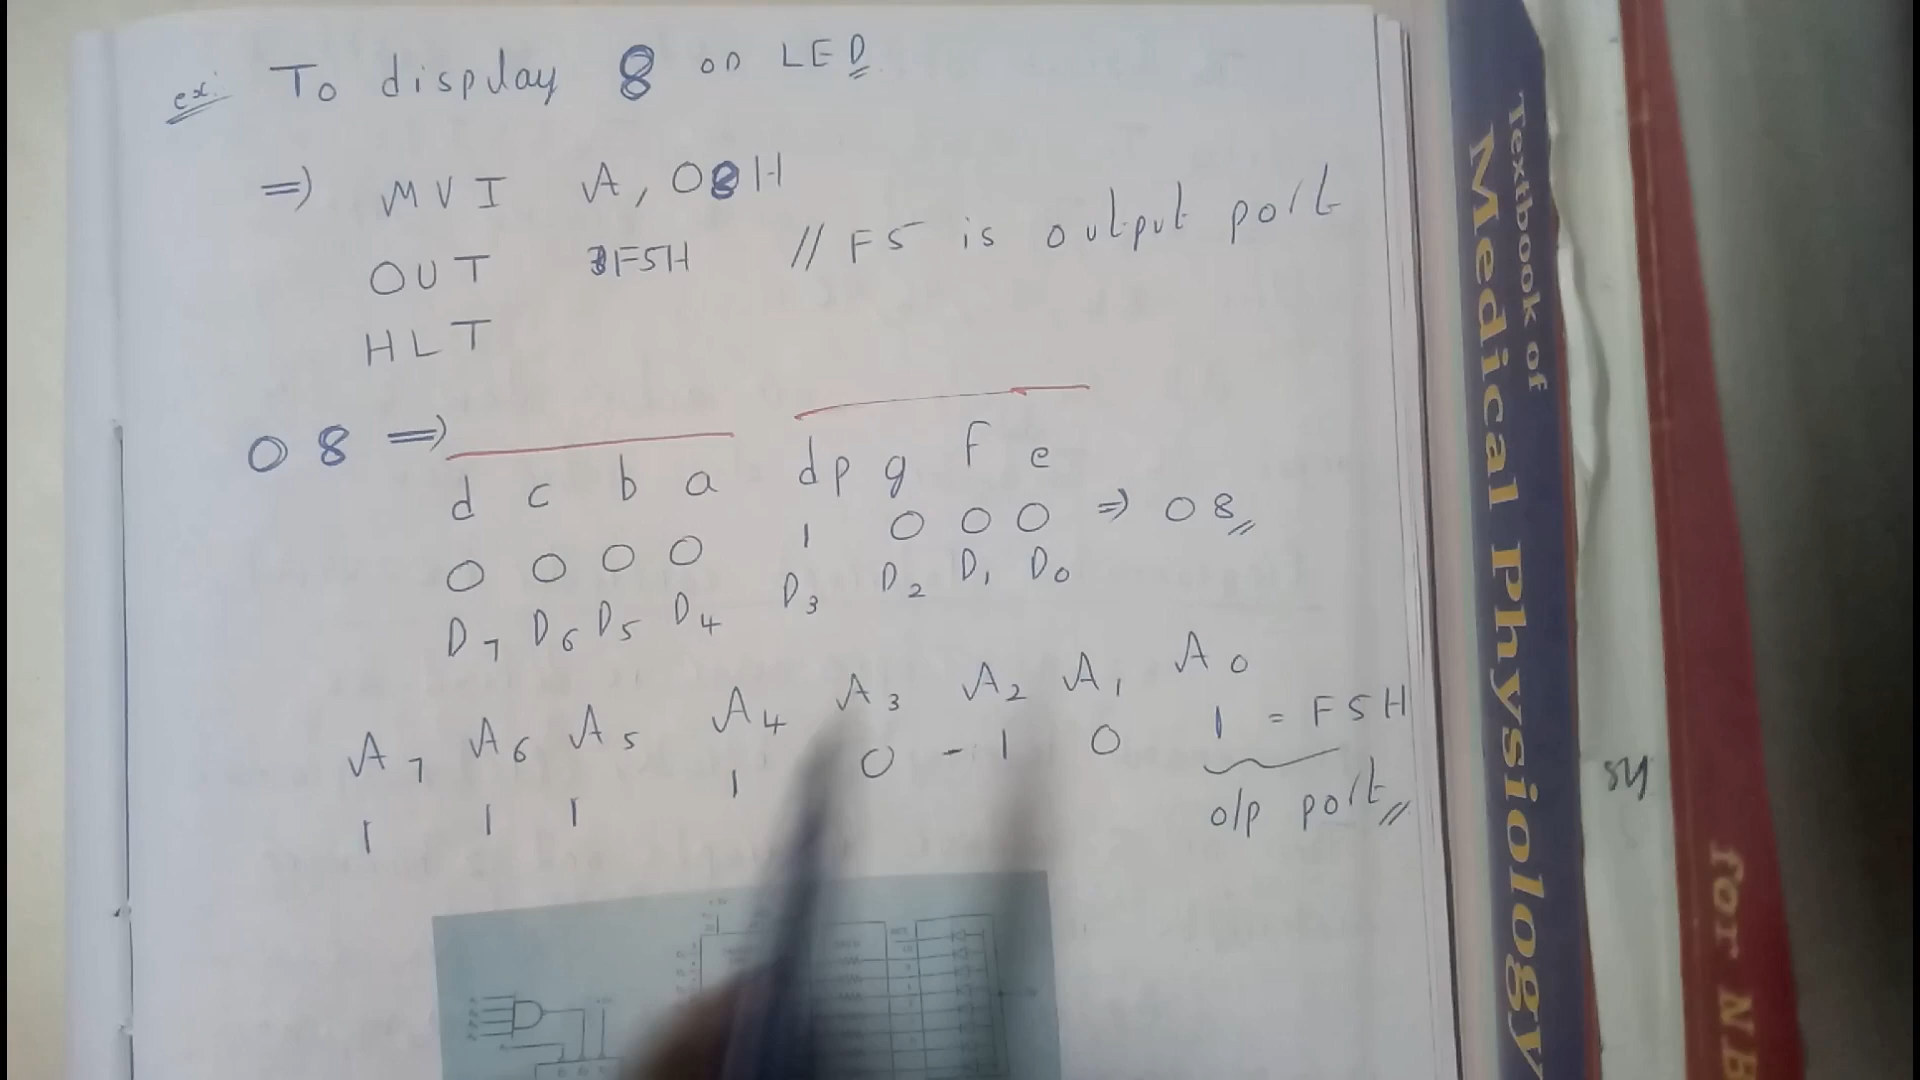 ex: To display 8 on LED
=> MVI A, 08H
OUT F5H // F5 is output port
HLT
08 =>
d c b a dp g f e
0 0 0 0 1 0 0 0 => 08
D7 D6 D5 D4 D3 D2 D1 D0
A7 A6 A5 A4 A3 A2 A1 A0
1 1 1 1 0 - 1 0 1 = F5H
o/p port
Textbook of
Medical Physiology
for NB